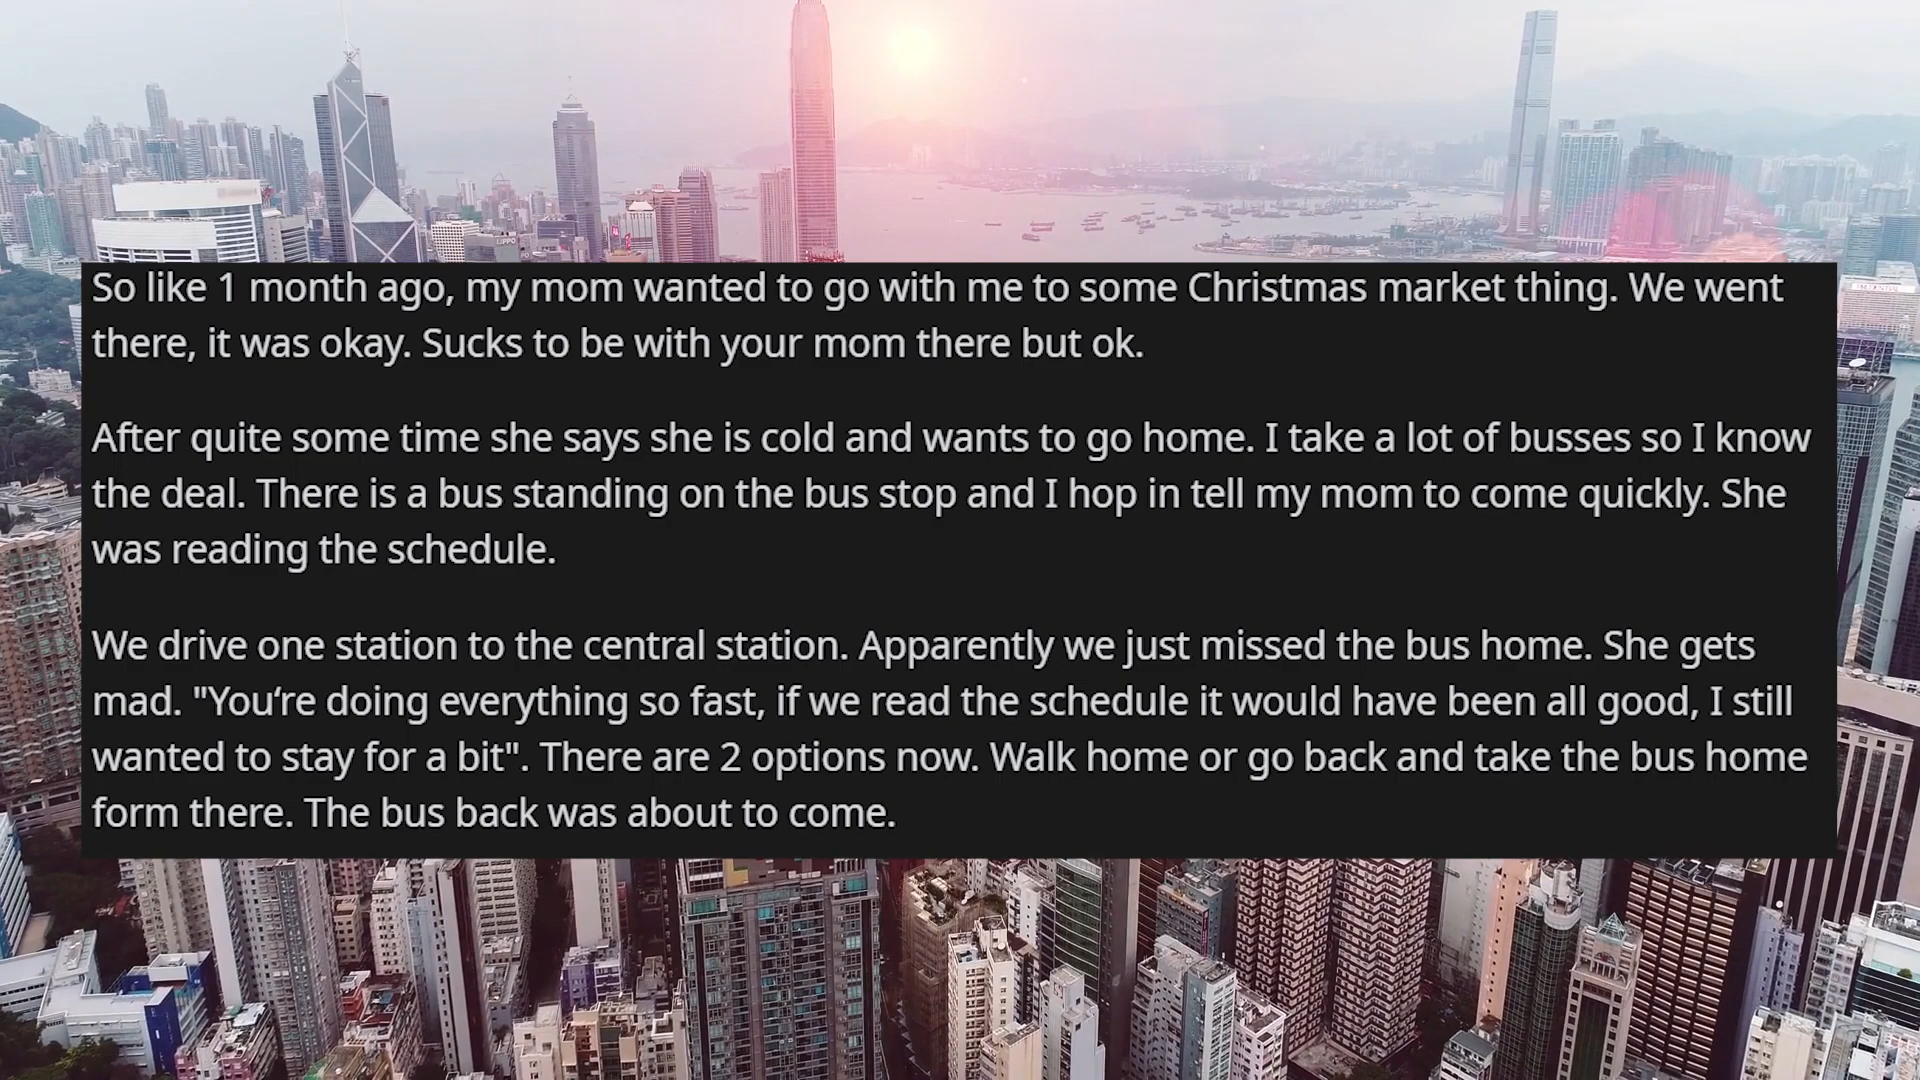 LIPPO
So like 1 month ago, my mom wanted to go with me to some Christmas market thing. We went
there, it was okay. Sucks to be with your mom there but ok.
After quite some time she says she is cold and wants to go home. I take a lot of busses so I know
the deal. There is a bus standing on the bus stop and I hop in tell my mom to come quickly. She
was reading the schedule.
We drive one station to the central station. Apparently we just missed the bus home. She gets
mad. "You‘re doing everything so fast, if we read the schedule it would have been all good, I still
wanted to stay for a bit". There are 2 options now. Walk home or go back and take the bus home
form there. The bus back was about to come.